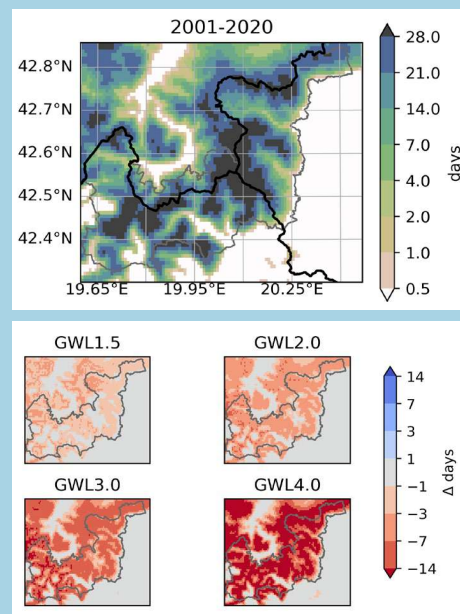 2001-2020
42.8°N
42.7°N
42.6°N
42.5°N
42.4°N
19.65°E 19.95°E 20.25°E
28.0
21.0
14.0
7.0
4.0
2.0
1.0
0.5
days
GWL1.5 GWL2.0
GWL3.0 GWL4.0
14
7
3
1
−1
−3
−7
−14
Δ days